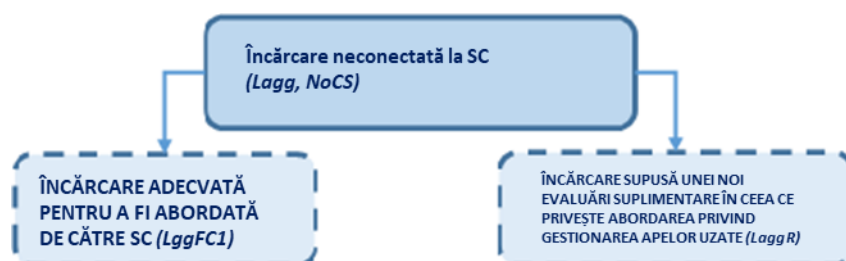 Încărcare neconectată la SC
(Lagg, NoCS)
ÎNCĂRCARE ADECVATĂ
PENTRU A FI ABORDATĂ
DE CĂTRE SC (LggFC1)
ÎNCĂRCARE SUPUSĂ UNEI NOI
EVALUĂRI SUPLIMENTARE ÎN CEEA CE
PRIVEȘTE ABORDAREA PRIVIND
GESTIONAREA APELOR UZATE (Lagg R)